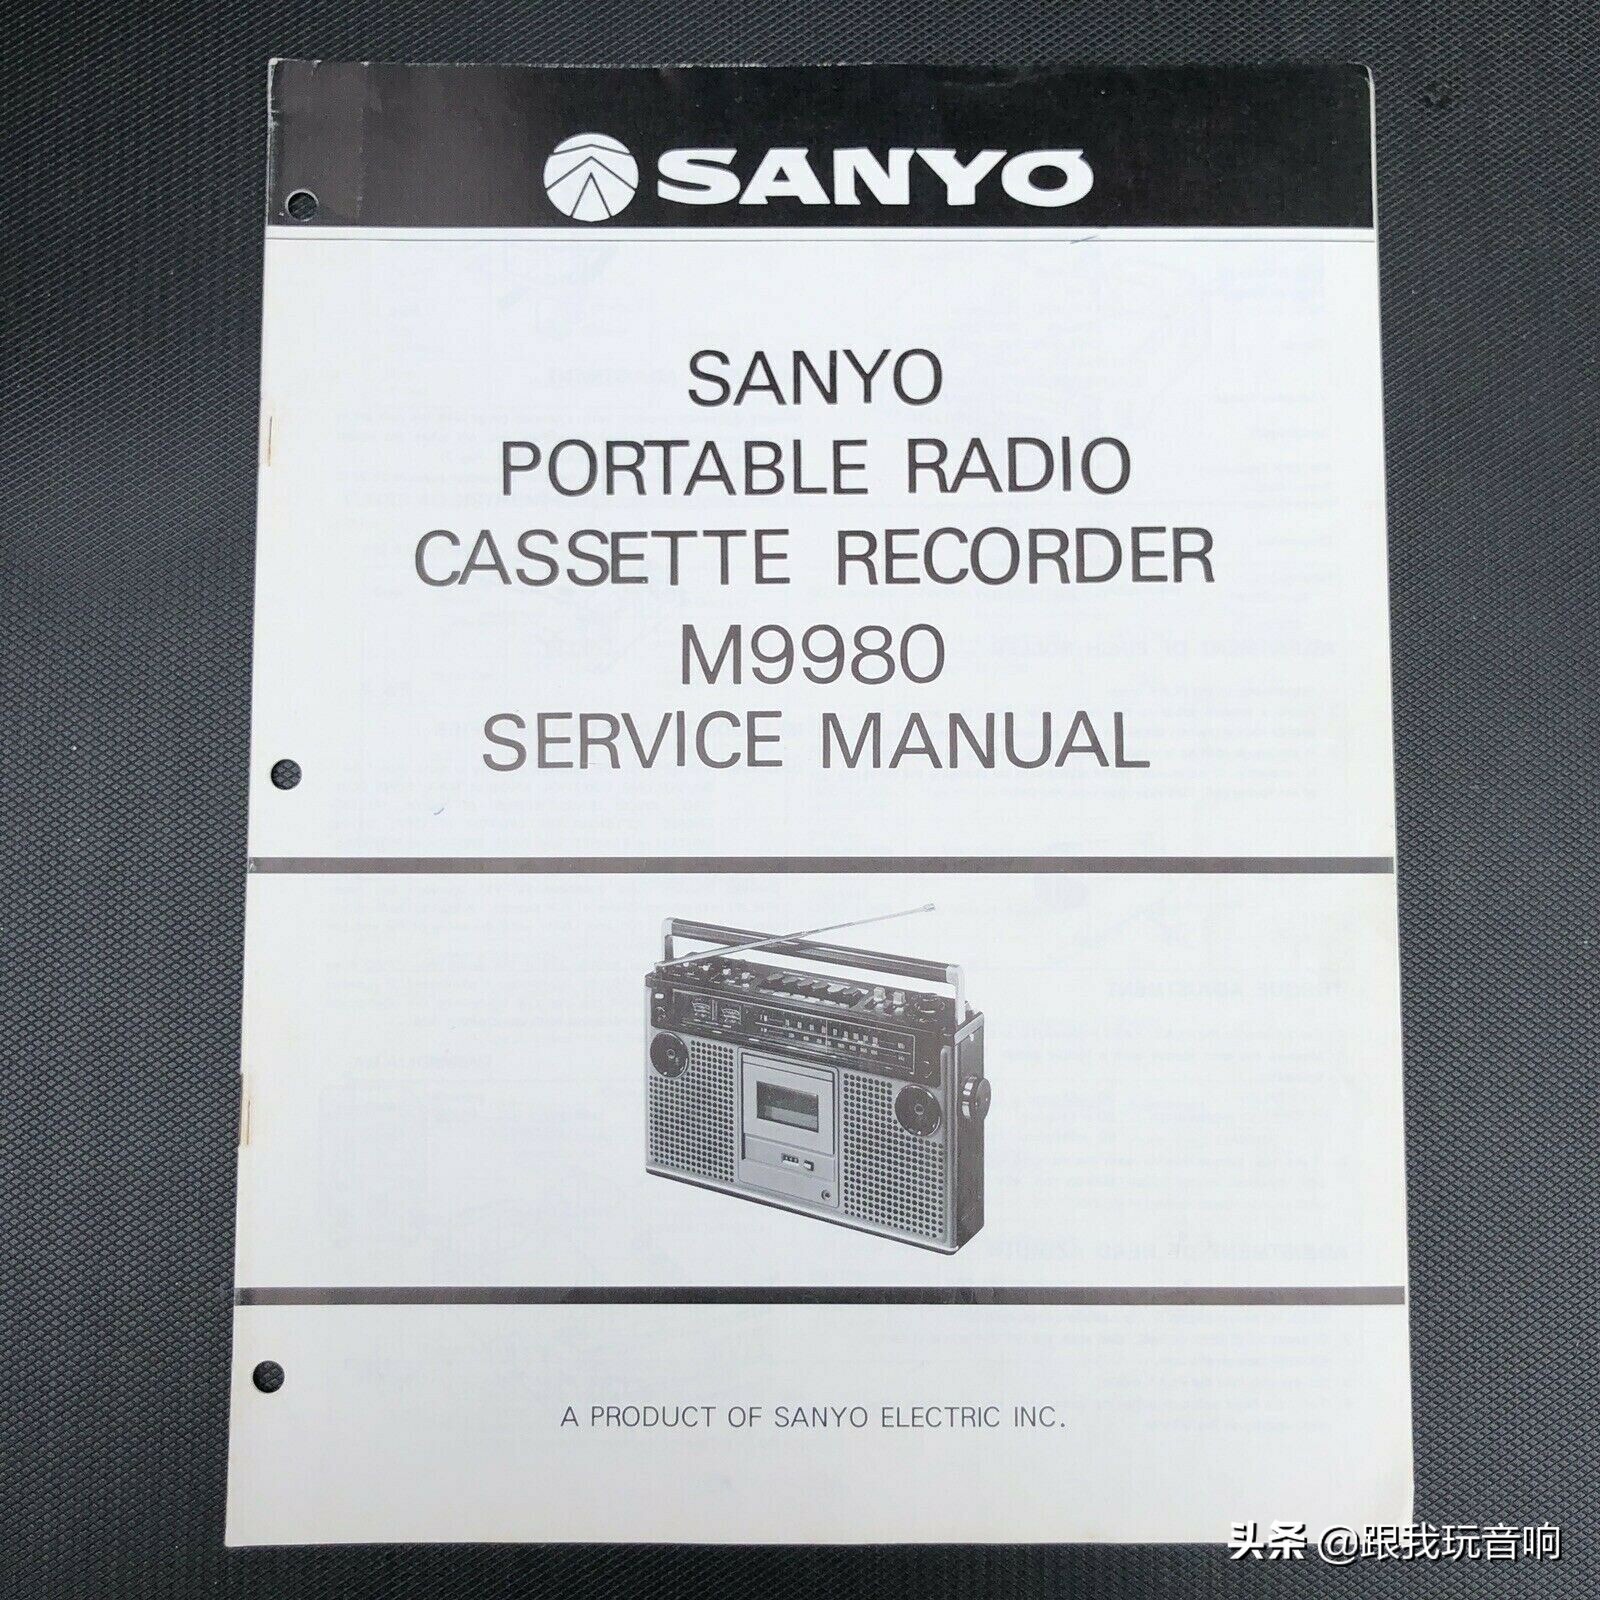 SANYO
SANYO
PORTABLE RADIO
CASSETTE RECORDER
M9980
SERVICE MANUAL
A PRODUCT OF SANYO ELECTRIC INC.
头条 @跟我玩音响